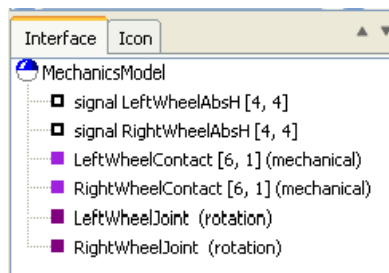 Interface Icon
MechanicsModel
signal LeftWheelAbsH [4, 4]
signal RightWheelAbsH [4, 4]
LeftWheelContact [6, 1] (mechanical)
RightWheelContact [6, 1] (mechanical)
LeftWheelJoint (rotation)
RightWheelJoint (rotation)